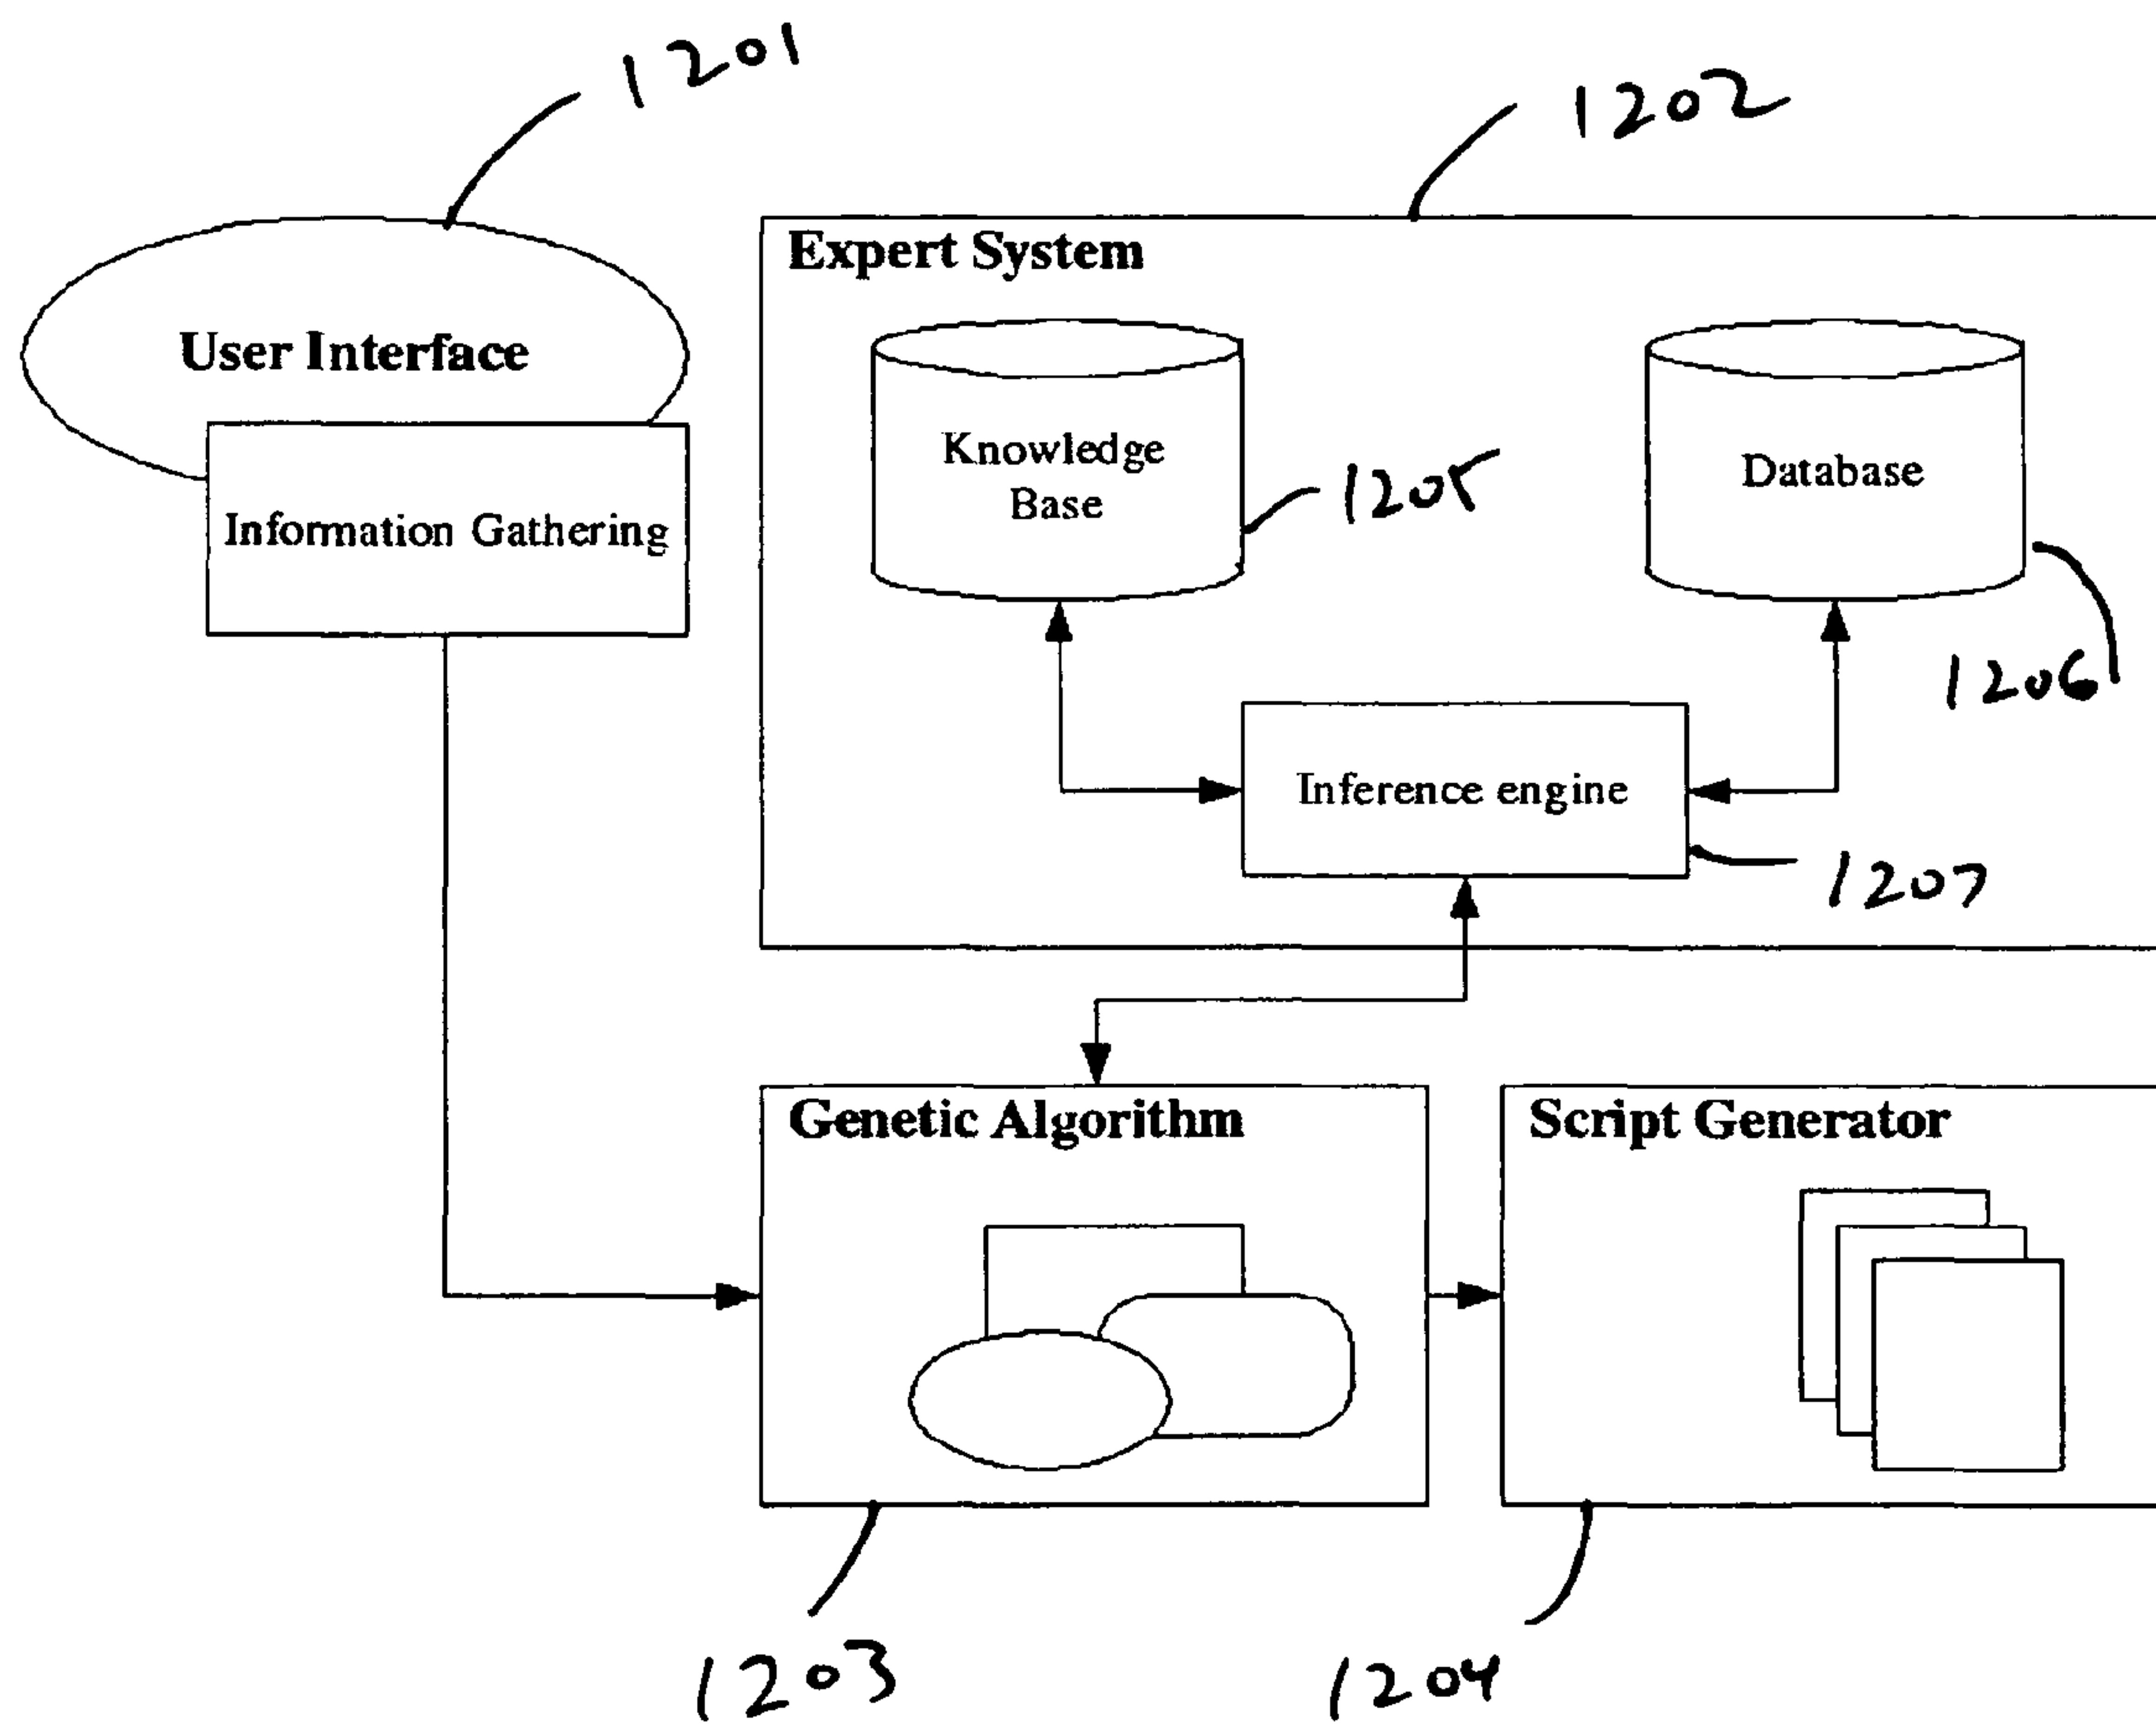 1201
1202
Expert System
User Interface
Knowledge
Base
1205
Database
Information Gathering
1206
Inference engine
1207
Genetic Algorithm
Script Generator
1203
1204